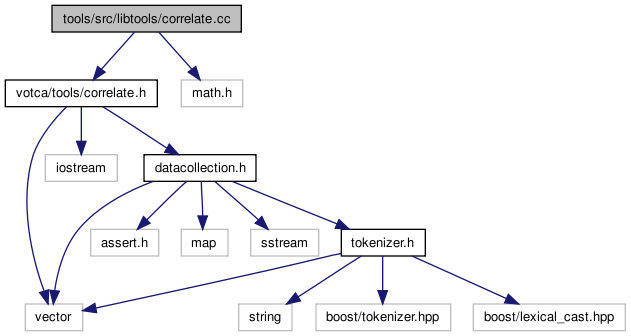 tools/src/libtools/correlate.cc
votca/tools/correlate.h
math.h
iostream
datacollection.h
assert.h
map
sstream
tokenizer.h
vector
string
boost/tokenizer.hpp
boost/lexical_cast.hpp